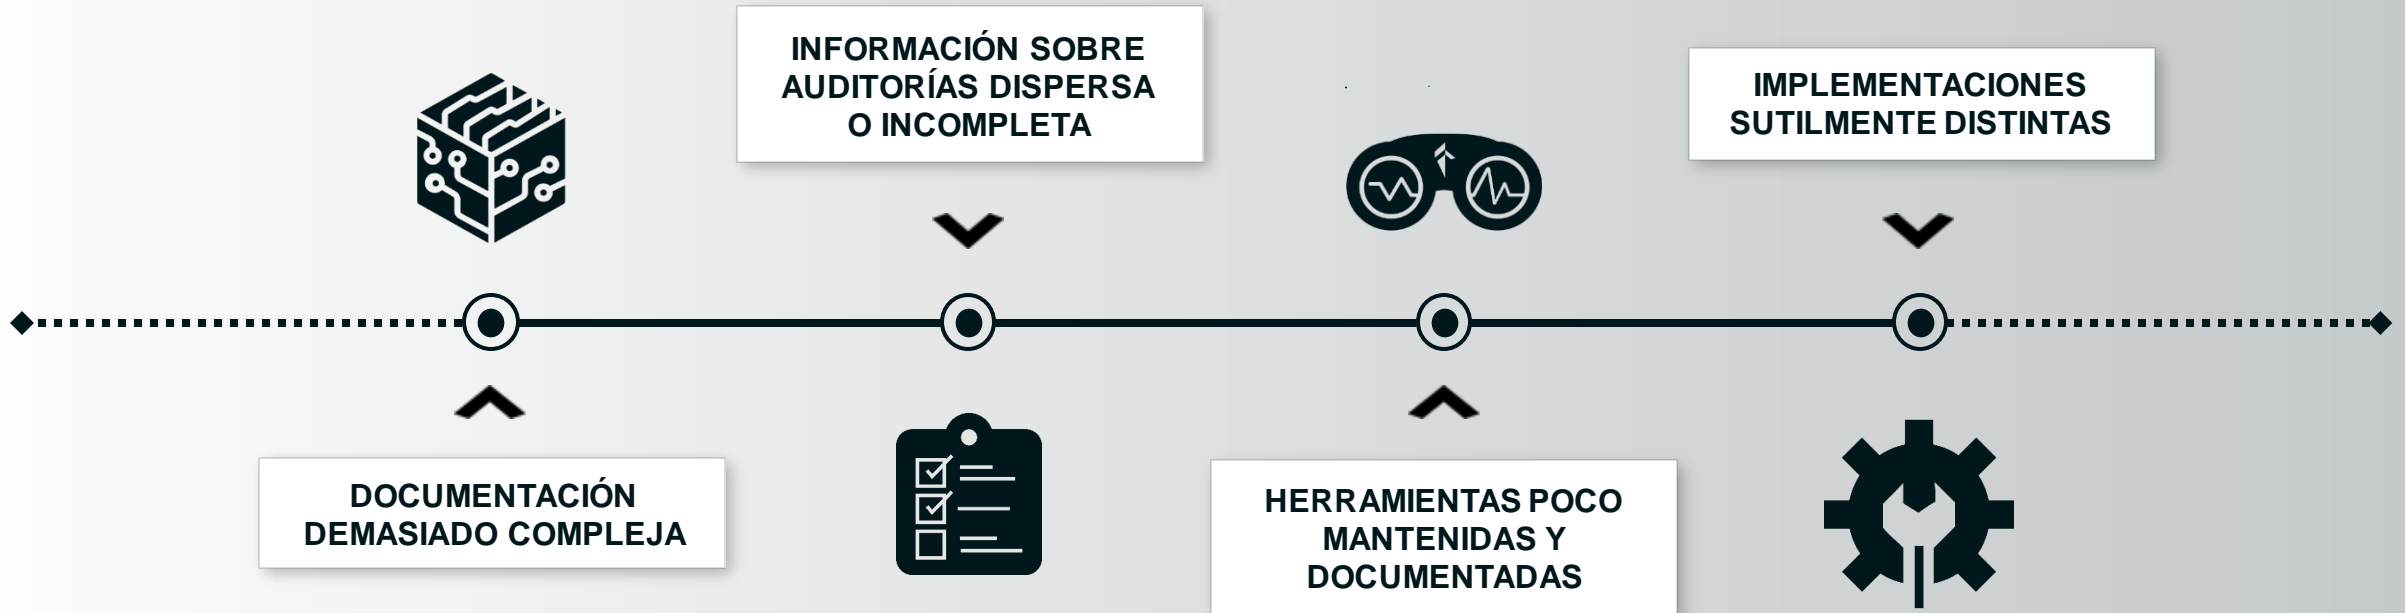 DOCUMENTACIÓN
DEMASIADO COMPLEJA
INFORMACIÓN SOBRE
AUDITORÍAS DISPERSA
O INCOMPLETA
HERRAMIENTAS POCO
MANTENIDAS Y
DOCUMENTADAS
IMPLEMENTACIONES
SUTILMENTE DISTINTAS